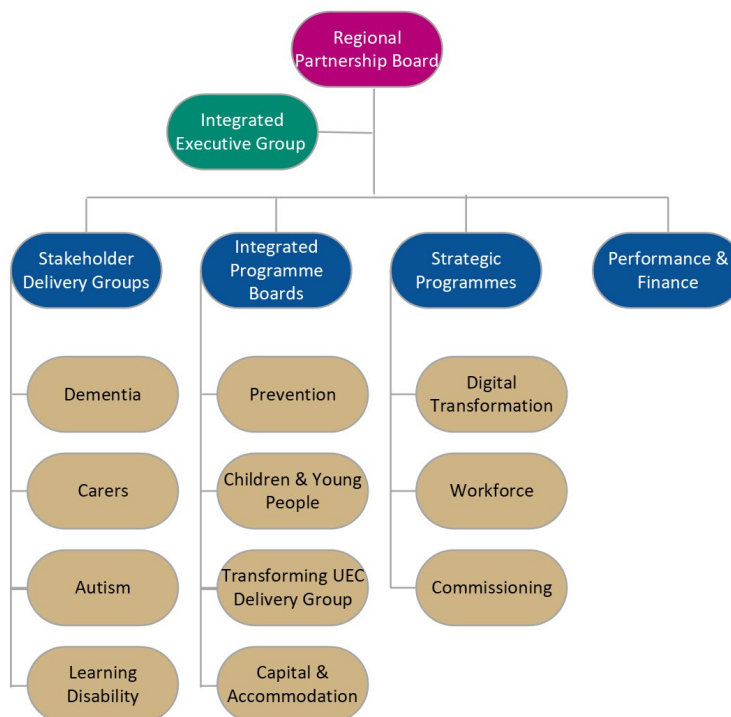 Regional
Partnership Board
Integrated
Executive Group
Stakeholder
Delivery Groups
Integrated
Programme
Boards
Strategic
Programmes
Performance &
Finance
Dementia
Carers
Autism
Learning
Disability
Prevention
Children & Young
People
Transforming UEC
Delivery Group
Capital &
Accommodation
Digital
Transformation
Workforce
Commissioning